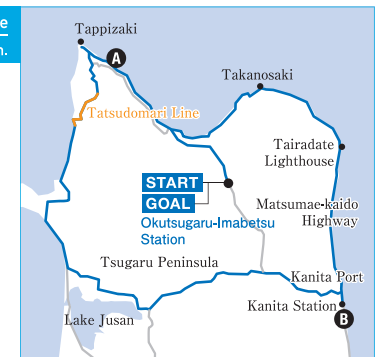 e
n.
Tappizaki
A
Takanosaki
Tatsudomari Line
Tairadate
Lighthouse
START
GOAL
Okutsugaru-Imabetsu
Station
Matsumae-kaido
Highway
Tsugaru Peninsula
Kanita Port
Kanita Station
B
Lake Jusan